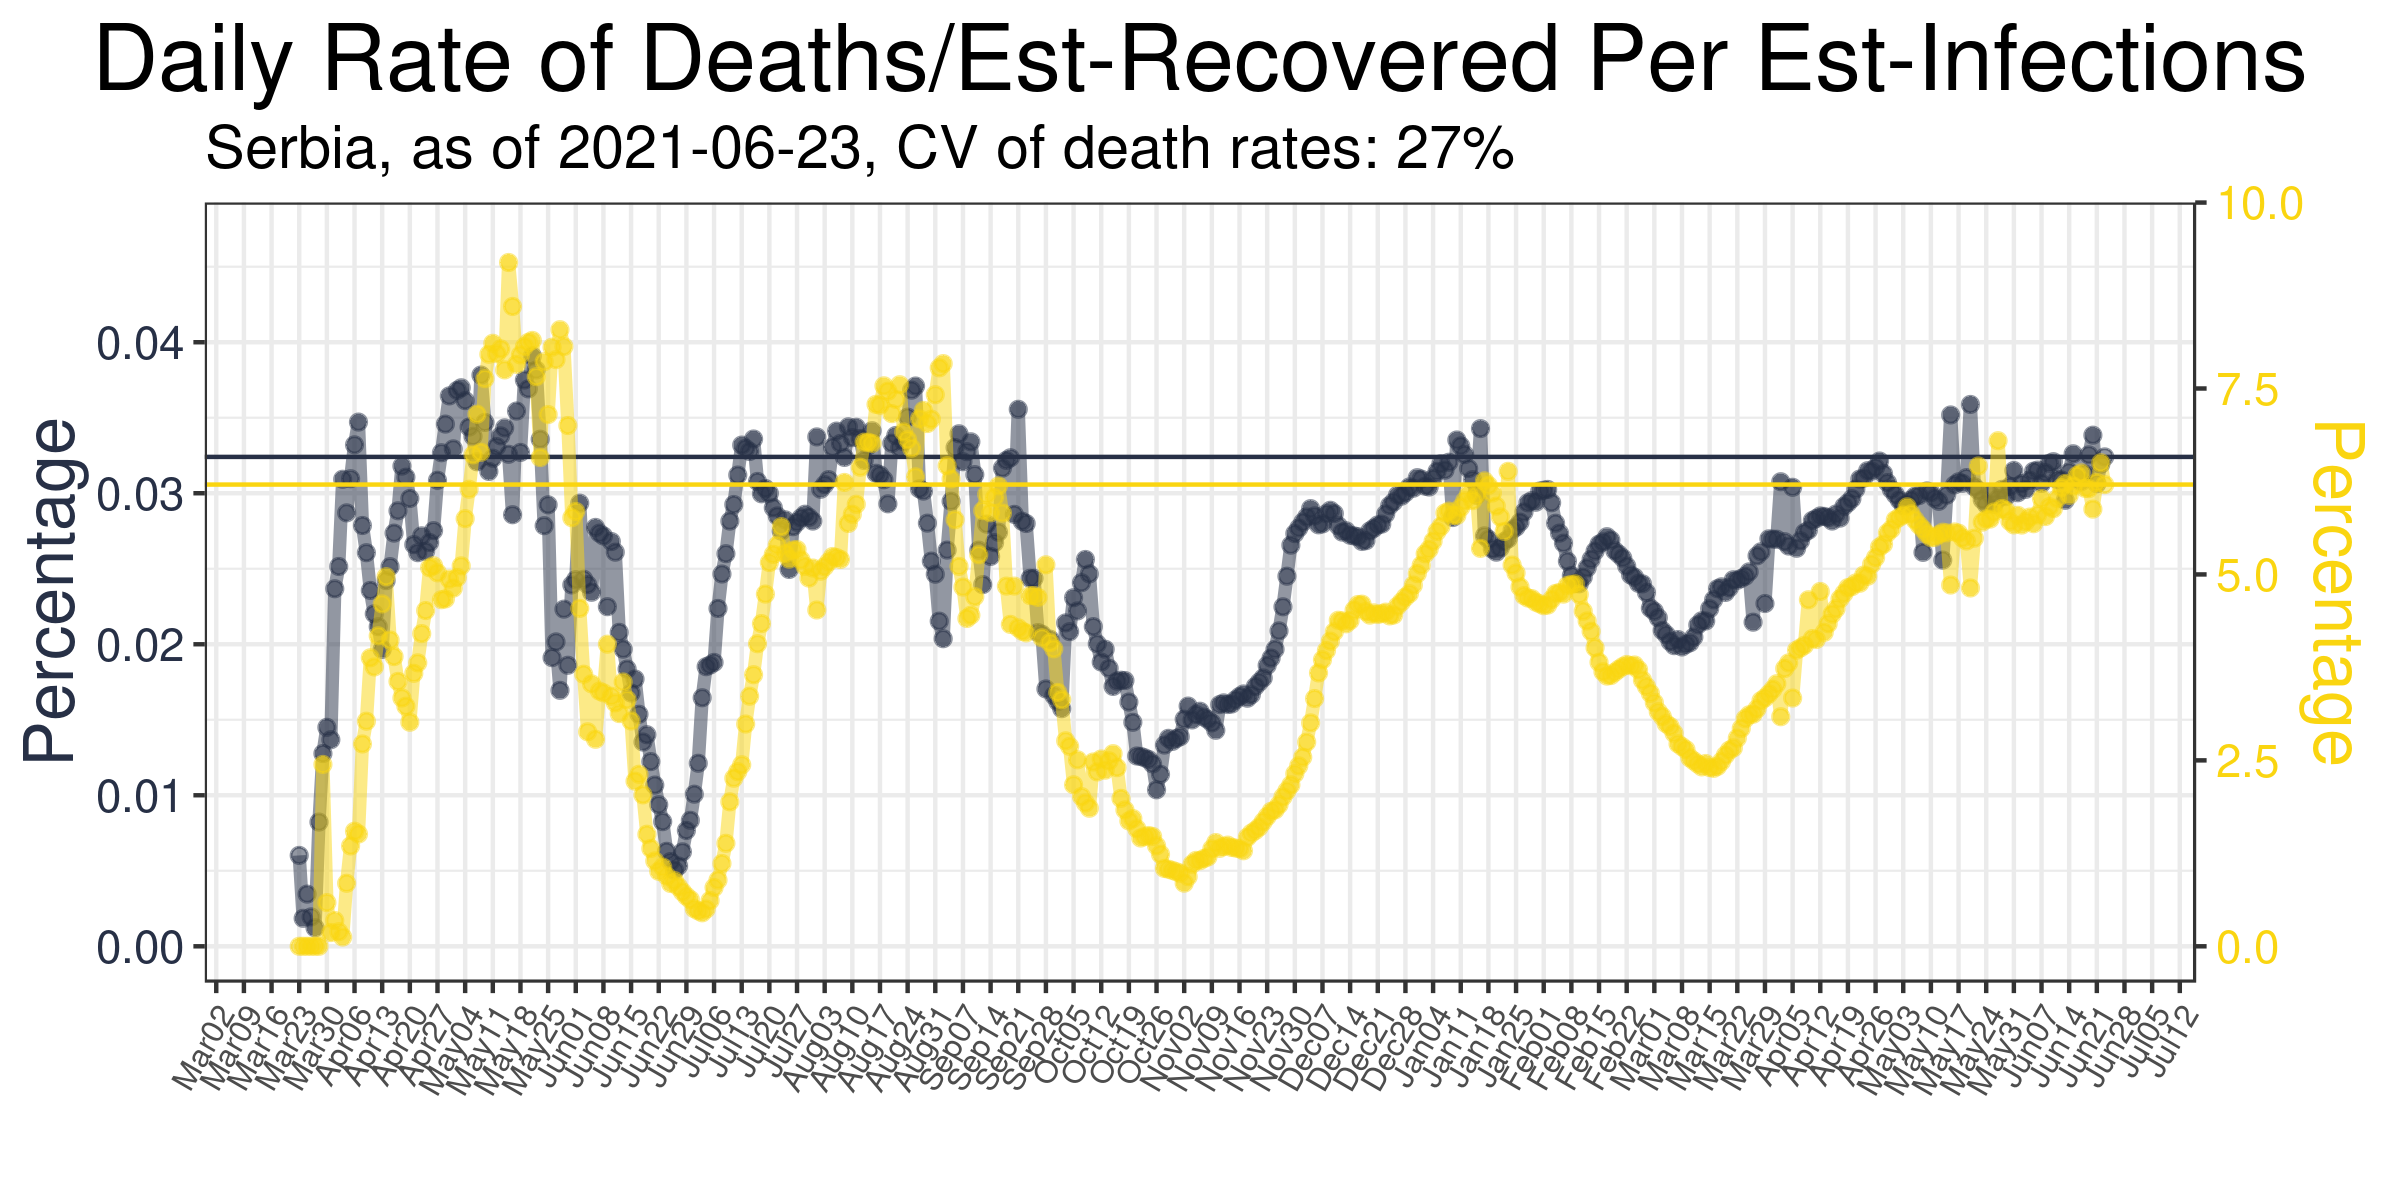 Daily Rate of Deaths/Est-Recovered Per Est-Infections
Serbia, as of 2021-06-23, CV of death rates: 27%
Percentage
0.04
0.03
0.02
0.01
0.00
10.0
7.5
5.0
2.5
0.0
Percentage
Mar02
Mar09
Mar16
Mar23
Mar30
Apr06
Apr13
Apr20
Apr27
May04
May11
May18
May25
Jun01
Jun08
Jun15
Jun22
Jun29
Jul06
Jul13
Jul20
Jul27
Aug03
Aug10
Aug17
Aug24
Aug31
Sep07
Sep14
Sep21
Sep28
Oct05
Oct12
Oct19
Oct26
Nov02
Nov09
Nov16
Nov23
Nov30
Dec07
Dec14
Dec21
Dec28
Jan04
Jan11
Jan18
Jan25
Feb01
Feb08
Feb15
Feb22
Mar01
Mar08
Mar15
Mar22
Mar29
Apr05
Apr12
Apr19
Apr26
May03
May10
May17
May24
May31
Jun07
Jun14
Jun21
Jun28
Jul05
Jul12